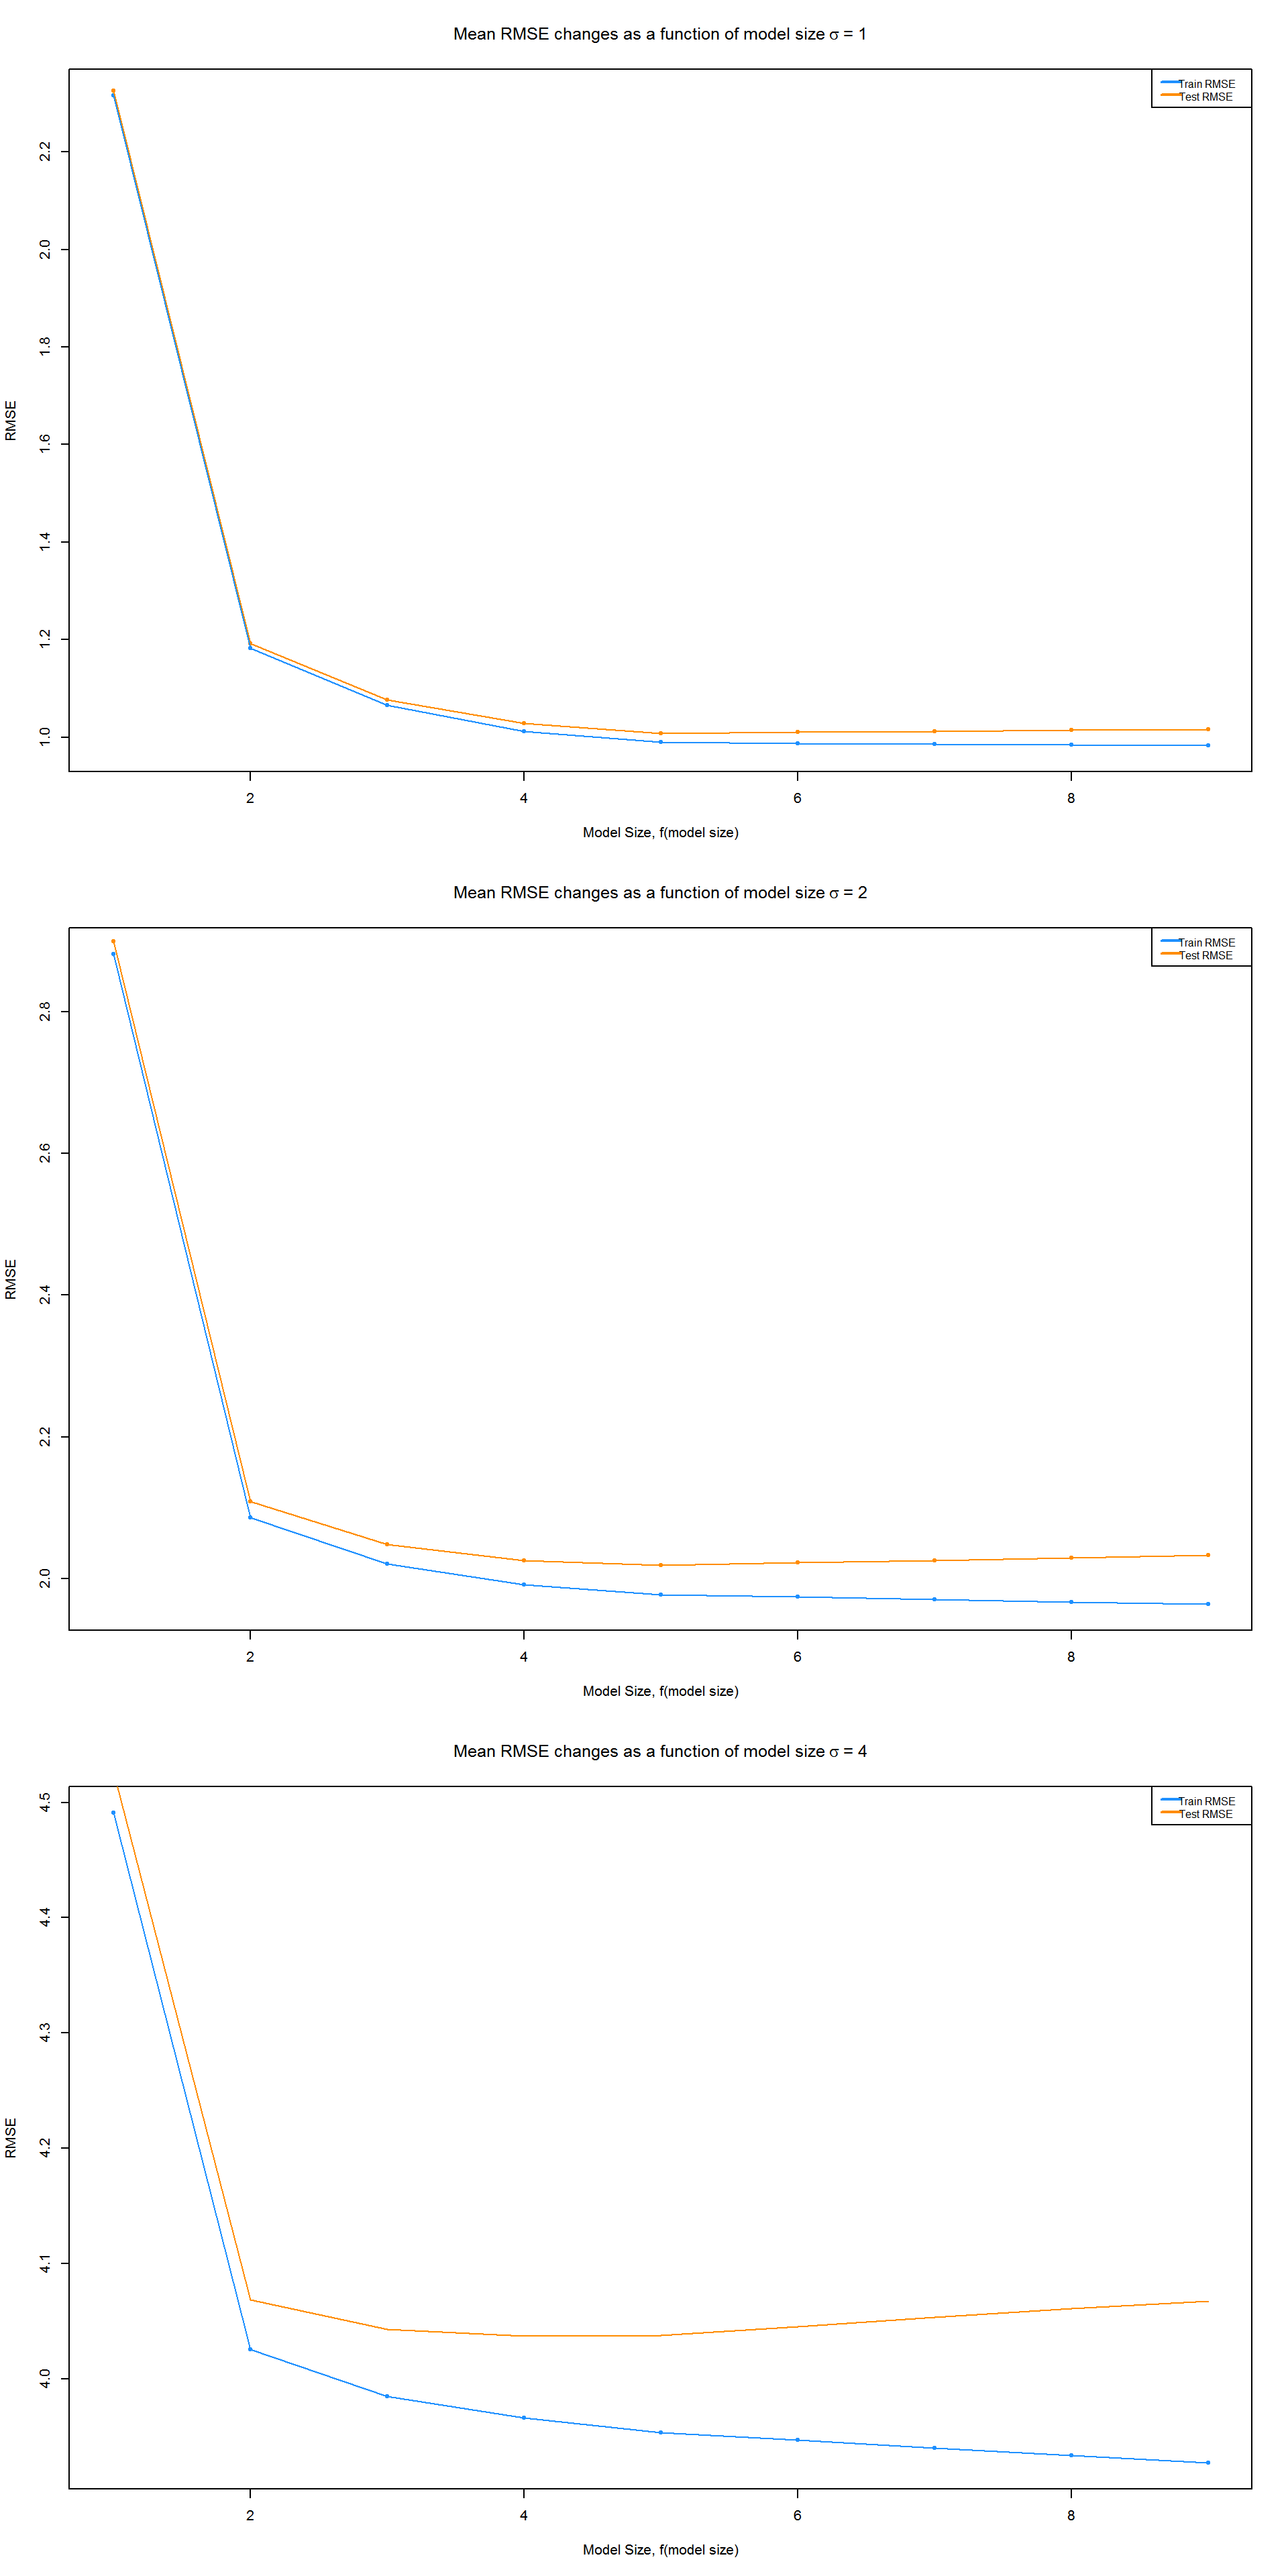 Mean RMSE changes as a function of model size σ = 1
Train RMSE
Test RMSE
2.2
2.0
1.8
1.6
1.4
1.2
1.0
RMSE
2 4 6 8
Model Size, f(model size)
Mean RMSE changes as a function of model size σ = 2
Train RMSE
Test RMSE
2.8
2.6
2.4
2.2
2.0
RMSE
2 4 6 8
Model Size, f(model size)
Mean RMSE changes as a function of model size σ = 4
Train RMSE
Test RMSE
4.5
4.4
4.3
4.2
4.1
4.0
RMSE
2 4 6 8
Model Size, f(model size)